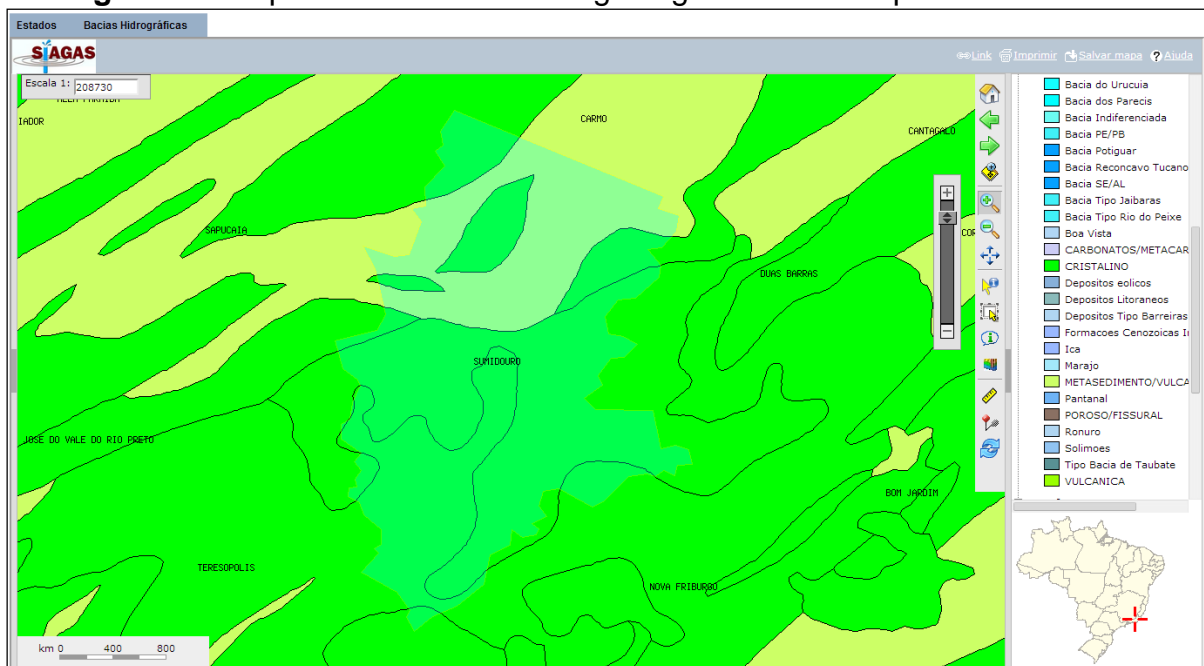 Estados Bacias Hidrográficas
SIAGAS
Link Imprimir Salvar mapa ? Ajuda
Escala 1: 208730
IADOR
CARMO
CANTAGALO
SAPUCAIA
COR
DUAS BARRAS
SUMIDOURO
JOSE DO VALE DO RIO PRETO
BOM JARDIM
TERESOPOLIS
NOVA FRIBURGO
km 0 400 800
Bacia do Urucuia
Bacia dos Parecis
Bacia Indiferenciada
Bacia PE/PB
Bacia Potiguar
Bacia Reconcavo Tucano
Bacia SE/AL
Bacia Tipo Jaibaras
Bacia Tipo Rio do Peixe
Boa Vista
CARBONATOS/METACAR
CRISTALINO
Depositos eolicos
Depositos Litoraneos
Depositos Tipo Barreiras
Formacoes Cenozoicas I
Ica
Marajo
METASEDIMENTO/VULCA
Pantanal
POROSO/FISSURAL
Ronuro
Solimoes
Tipo Bacia de Taubate
VULCANICA